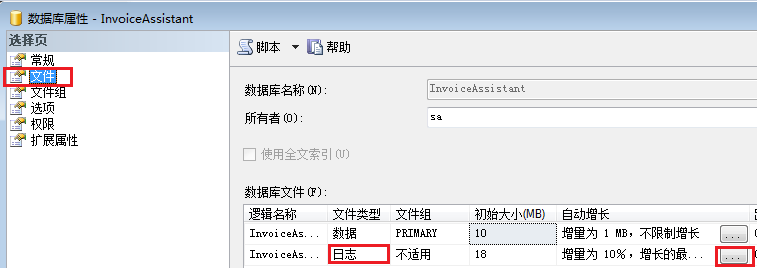 数据库属性 - InvoiceAssistant
选择页
常规
文件
文件组
选项
权限
扩展属性
脚本 帮助
数据库名称(N): InvoiceAssistant
所有者(O): sa
使用全文索引(U)
数据库文件(F):
逻辑名称 文件类型 文件组 初始大小(MB) 自动增长
InvoiceAs... 数据 PRIMARY 10 增量为 1 MB，不限制增长 ...
InvoiceAs... 日志 不适用 18 增量为 10%，增长的最... ...